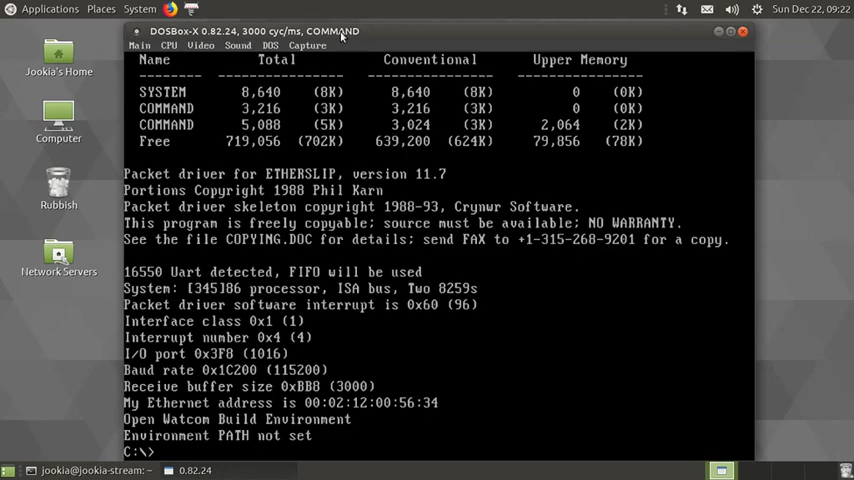 Applications Places System
Sun Dec 22, 09:22
DOSBox-X 0.82.24, 3000 cyc/ms, COMMAND
Main CPU Video Sound DOS Capture
Name Total Conventional Upper Memory
-------- ---------------- ---------------- ----------------
SYSTEM 8,640 (8K) 8,640 (8K) 0 (0K)
COMMAND 3,216 (3K) 3,216 (3K) 0 (0K)
COMMAND 5,088 (5K) 3,024 (3K) 2,064 (2K)
Free 719,056 (702K) 639,200 (624K) 79,856 (78K)
Packet driver for ETHERSLIP, version 11.7
Portions Copyright 1988 Phil Karn
Packet driver skeleton copyright 1988-93, Crynwr Software.
This program is freely copyable; source must be available; NO WARRANTY.
See the file COPYING.DOC for details; send FAX to +1-315-268-9201 for a copy.
16550 Uart detected, FIFO will be used
System: [345]86 processor, ISA bus, Two 8259s
Packet driver software interrupt is 0x60 (96)
Interface class 0x1 (1)
Interrupt number 0x4 (4)
I/O port 0x3F8 (1016)
Baud rate 0x1C200 (115200)
Receive buffer size 0xBB8 (3000)
My Ethernet address is 00:02:12:00:56:34
Open Watcom Build Environment
Environment PATH not set
C:\>
Jookia's Home
Computer
Rubbish
Network Servers
jookia@jookia-stream: ~
0.82.24